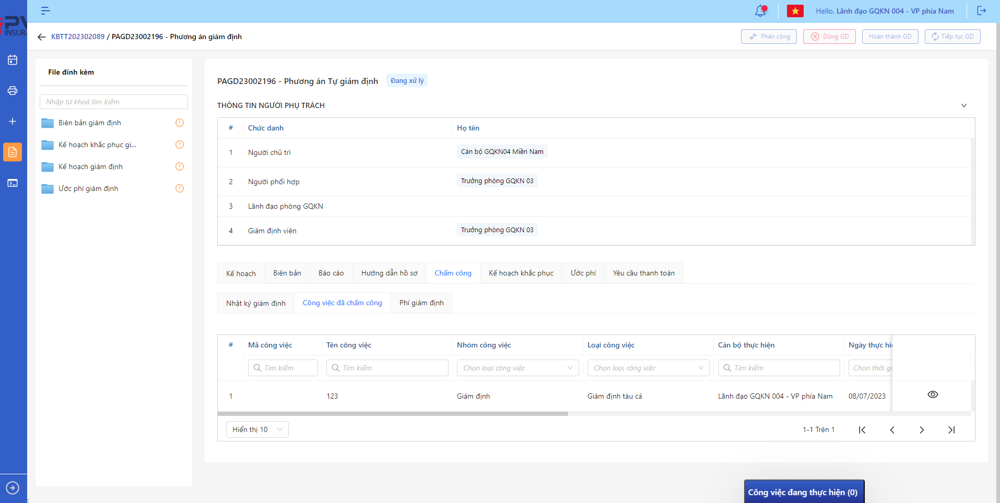 Hello, Lãnh đạo GQKN 004 - VP phía Nam
INSURA
KBTT202302089 / PAGD23002196 - Phương án giám định
Phân công
Dừng GD
Hoàn thành GD
Tiếp tục GD
File đính kèm
Nhập từ khoá tìm kiếm
Biên bản giám định
Kế hoạch khắc phục gi...
Kế hoạch giám định
Ước phí giám định
PAGD23002196 - Phương án Tự giám định
Đang xử lý
THÔNG TIN NGƯỜI PHỤ TRÁCH
# Chức danh Họ tên
1 Người chủ trì Cán bộ GQKN04 Miền Nam
2 Người phối hợp Trưởng phòng GQKN 03
3 Lãnh đạo phòng GQKN
4 Giám định viên Trưởng phòng GQKN 03
Kế hoạch Biên bản Báo cáo Hướng dẫn hồ sơ Chấm công Kế hoạch khắc phục Ước phí Yêu cầu thanh toán
Nhật ký giám định Công việc đã chấm công Phí giám định
# Mã công việc Tên công việc Nhóm công việc Loại công việc Cán bộ thực hiện Ngày thực hi
Tìm kiếm Tìm kiếm Chọn loại công việc Chọn loại công việc Tìm kiếm Chọn thời gi
1 123 Giám định Giám định tàu cá Lãnh đạo GQKN 004 - VP phía Nam 08/07/2023
Hiển thị 10
1-1 Trên 1
Công việc đang thực hiện (0)